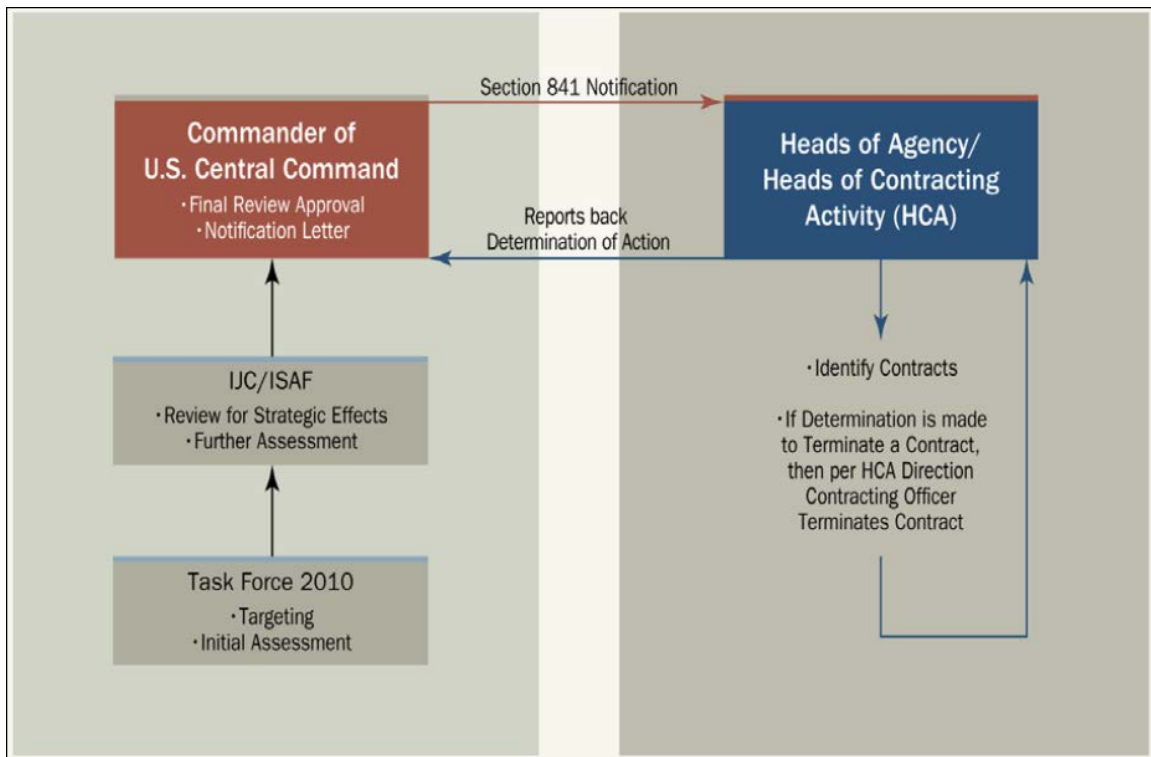 Section 841 Notification
Commander of
U.S. Central Command
·Final Review Approval
·Notification Letter
Heads of Agency/
Heads of Contracting
Activity (HCA)
Reports back
Determination of Action
IJC/ISAF
·Review for Strategic Effects
·Further Assessment
·Identify Contracts
·If Determination is made
to Terminate a Contract,
then per HCA Direction
Contracting Officer
Terminates Contract
Task Force 2010
·Targeting
·Initial Assessment